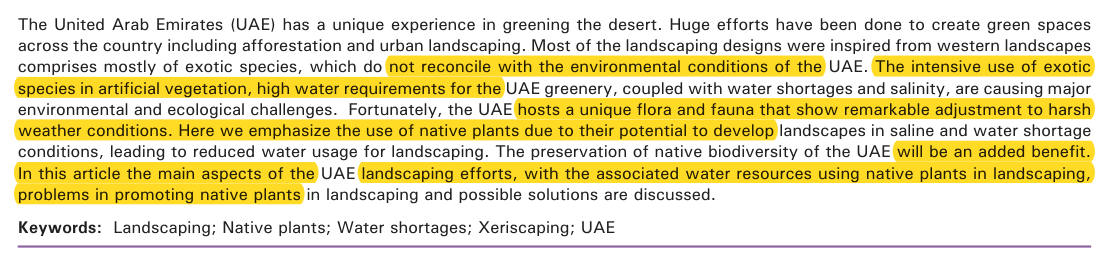 The United Arab Emirates (UAE) has a unique experience in greening the desert. Huge efforts have been done to create green spaces
across the country including afforestation and urban landscaping. Most of the landscaping designs were inspired from western landscapes
comprises mostly of exotic species, which do not reconcile with the environmental conditions of the UAE. The intensive use of exotic
species in artificial vegetation, high water requirements for the UAE greenery, coupled with water shortages and salinity, are causing major
environmental and ecological challenges. Fortunately, the UAE hosts a unique flora and fauna that show remarkable adjustment to harsh
weather conditions. Here we emphasize the use of native plants due to their potential to develop landscapes in saline and water shortage
conditions, leading to reduced water usage for landscaping. The preservation of native biodiversity of the UAE will be an added benefit.
In this article the main aspects of the UAE landscaping efforts, with the associated water resources using native plants in landscaping,
problems in promoting native plants in landscaping and possible solutions are discussed.
Keywords: Landscaping; Native plants; Water shortages; Xeriscaping; UAE